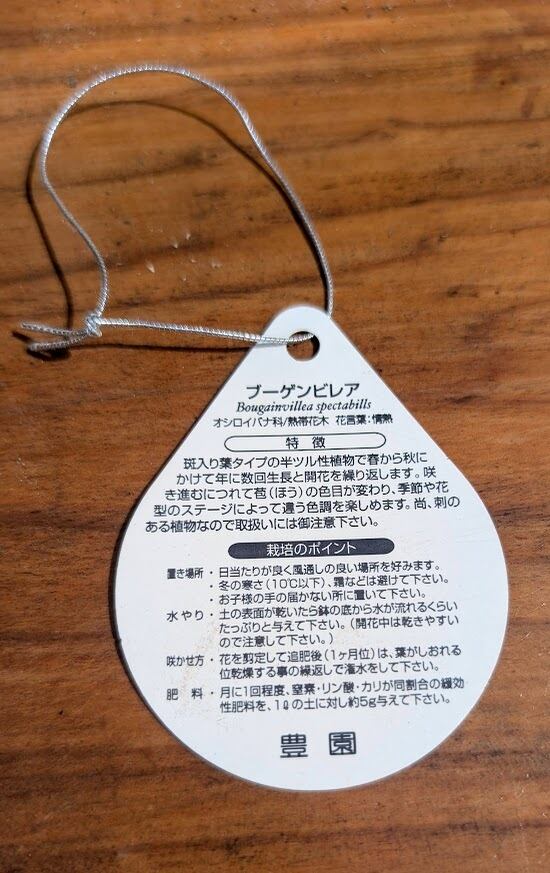 ブーゲンビレア
Bougainvillea spectabills
オシロイバナ科/熱帯花木 花言葉:情熱
特徴
斑入り葉タイプの半ツル性植物で春から秋に
かけて年に数回生長と開花を繰り返します。咲
き進むにつれて苞(ほう)の色目が変わり、季節や花
型のステージによって違う色調を楽しめます。尚、刺の
ある植物なので取扱いには御注意下さい。
栽培のポイント
置き場所・日当たりが良く風通しの良い場所を好みます。
・冬の寒さ(10℃以下)、霜などは避けて下さい。
・お子様の手の届かない所に置いて下さい。
水やり・土の表面が乾いたら鉢の底から水が流れるくらい
たっぷりと与えて下さい。(開花中は乾きやすい
ので注意して下さい。)
咲かせ方・花を剪定して追肥後(1ヶ月位)は、葉がしおれる
位乾燥する事の繰返しで潅水をして下さい。
肥料・月に1回程度、窒素・リン酸・カリが同割合の緩効
性肥料を、1ℓの土に対し約5g与えて下さい。
豊園